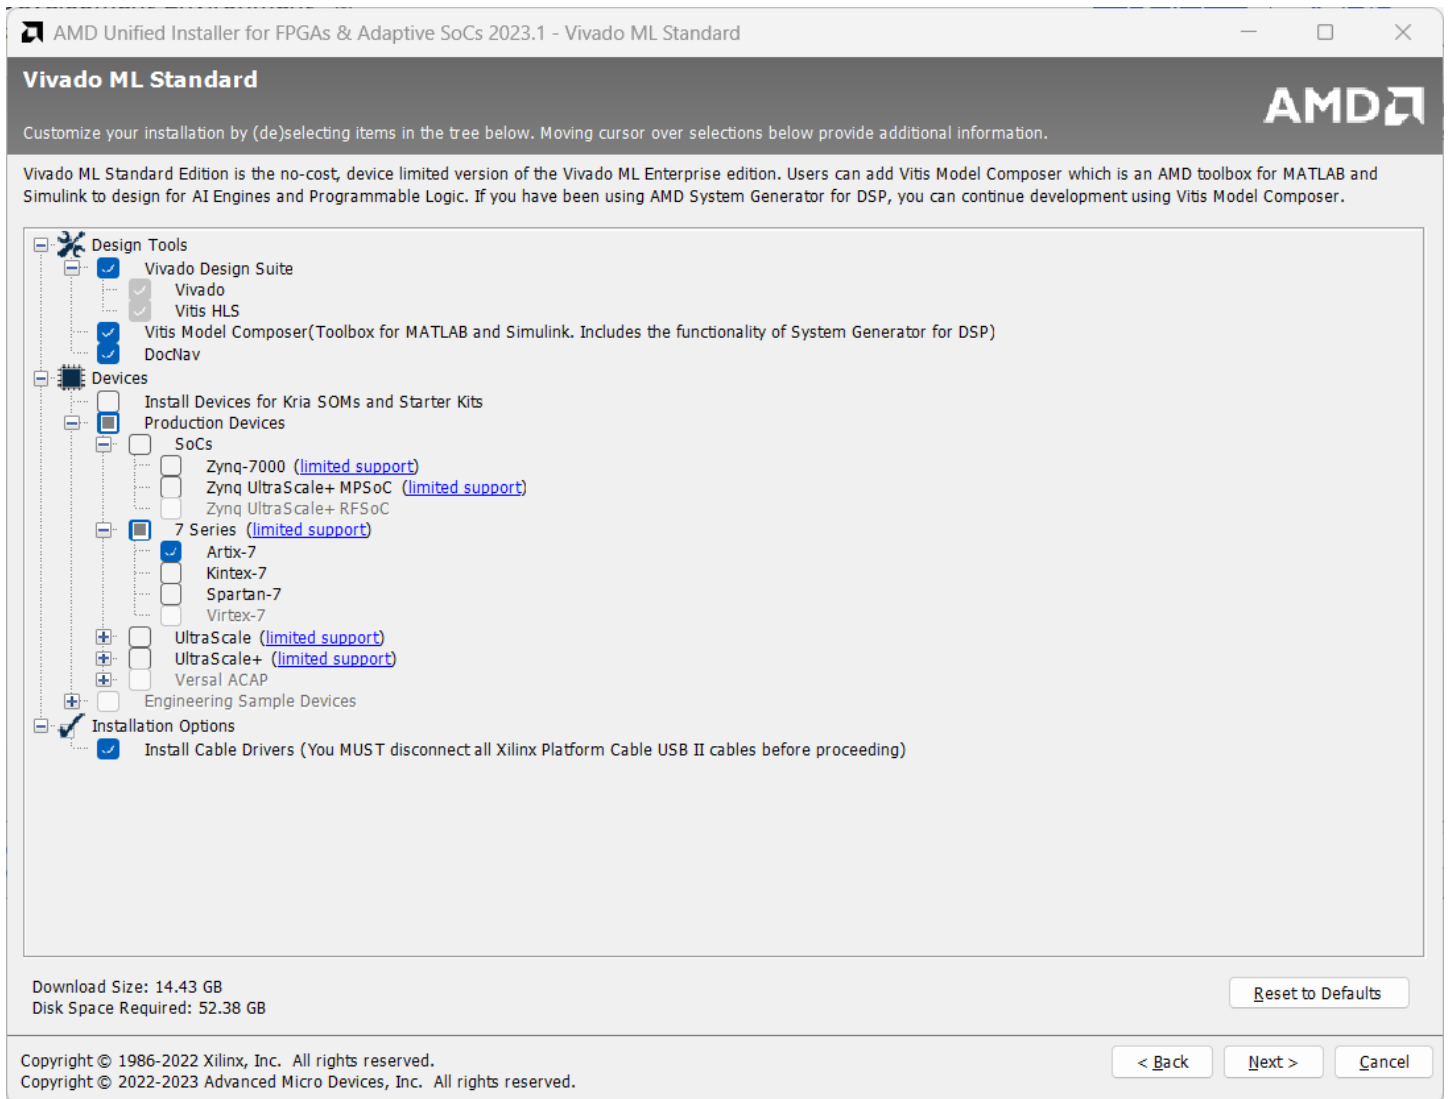 AMD Unified Installer for FPGAs & Adaptive SoCs 2023.1 - Vivado ML Standard
Vivado ML Standard
AMD
Customize your installation by (de)selecting items in the tree below. Moving cursor over selections below provide additional information.
Vivado ML Standard Edition is the no-cost, device limited version of the Vivado ML Enterprise edition. Users can add Vitis Model Composer which is an AMD toolbox for MATLAB and
Simulink to design for AI Engines and Programmable Logic. If you have been using AMD System Generator for DSP, you can continue development using Vitis Model Composer.
Design Tools
Vivado Design Suite
Vivado
Vitis HLS
Vitis Model Composer(Toolbox for MATLAB and Simulink. Includes the functionality of System Generator for DSP)
DocNav
Devices
Install Devices for Kria SOMs and Starter Kits
Production Devices
SoCs
Zynq-7000 (limited support)
Zynq UltraScale+ MPSoC (limited support)
Zynq UltraScale+ RFSoC
7 Series (limited support)
Artix-7
Kintex-7
Spartan-7
Virtex-7
UltraScale (limited support)
UltraScale+ (limited support)
Versal ACAP
Engineering Sample Devices
Installation Options
Install Cable Drivers (You MUST disconnect all Xilinx Platform Cable USB II cables before proceeding)
Download Size: 14.43 GB
Disk Space Required: 52.38 GB
Reset to Defaults
Copyright © 1986-2022 Xilinx, Inc. All rights reserved.
Copyright © 2022-2023 Advanced Micro Devices, Inc. All rights reserved.
< Back
Next >
Cancel